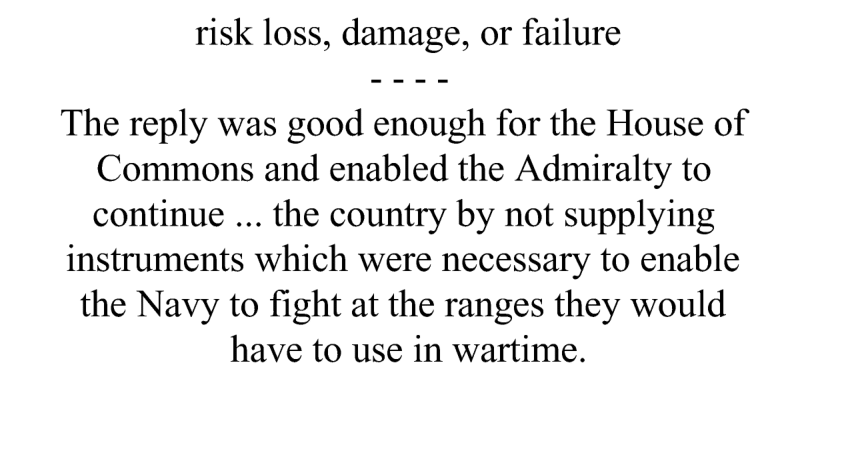 risk loss, damage, or failure
- - - -
The reply was good enough for the House of
Commons and enabled the Admiralty to
continue ... the country by not supplying
instruments which were necessary to enable
the Navy to fight at the ranges they would
have to use in wartime.